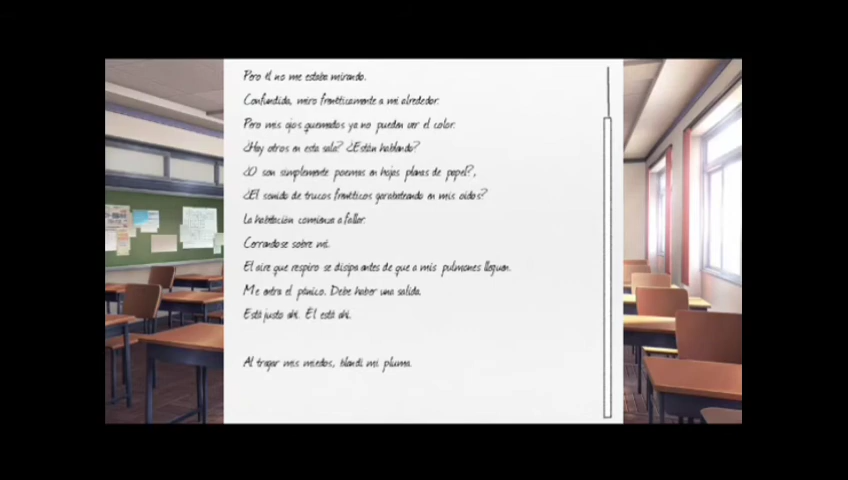 Pero él no me estaba mirando.
Confundida, miro frenéticamente a mi alrededor.
Pero mis ojos quemados ya no pueden ver el color.
¿Hay otros en esta sala? ¿Están hablando?
¿O son simplemente poemas en hojas planas de papel?,
¿El sonido de trucos frenéticos garabateando en mis oídos?
La habitación comienza a fallar.
Cerrandose sobre mí.
El aire que respiro se disipa antes de que a mis pulmones lleguen.
Me entra el pánico. Debe haber una salida.
Está justo ahí. Él está ahí.
Al tragar mis miedos, blandí mi pluma.